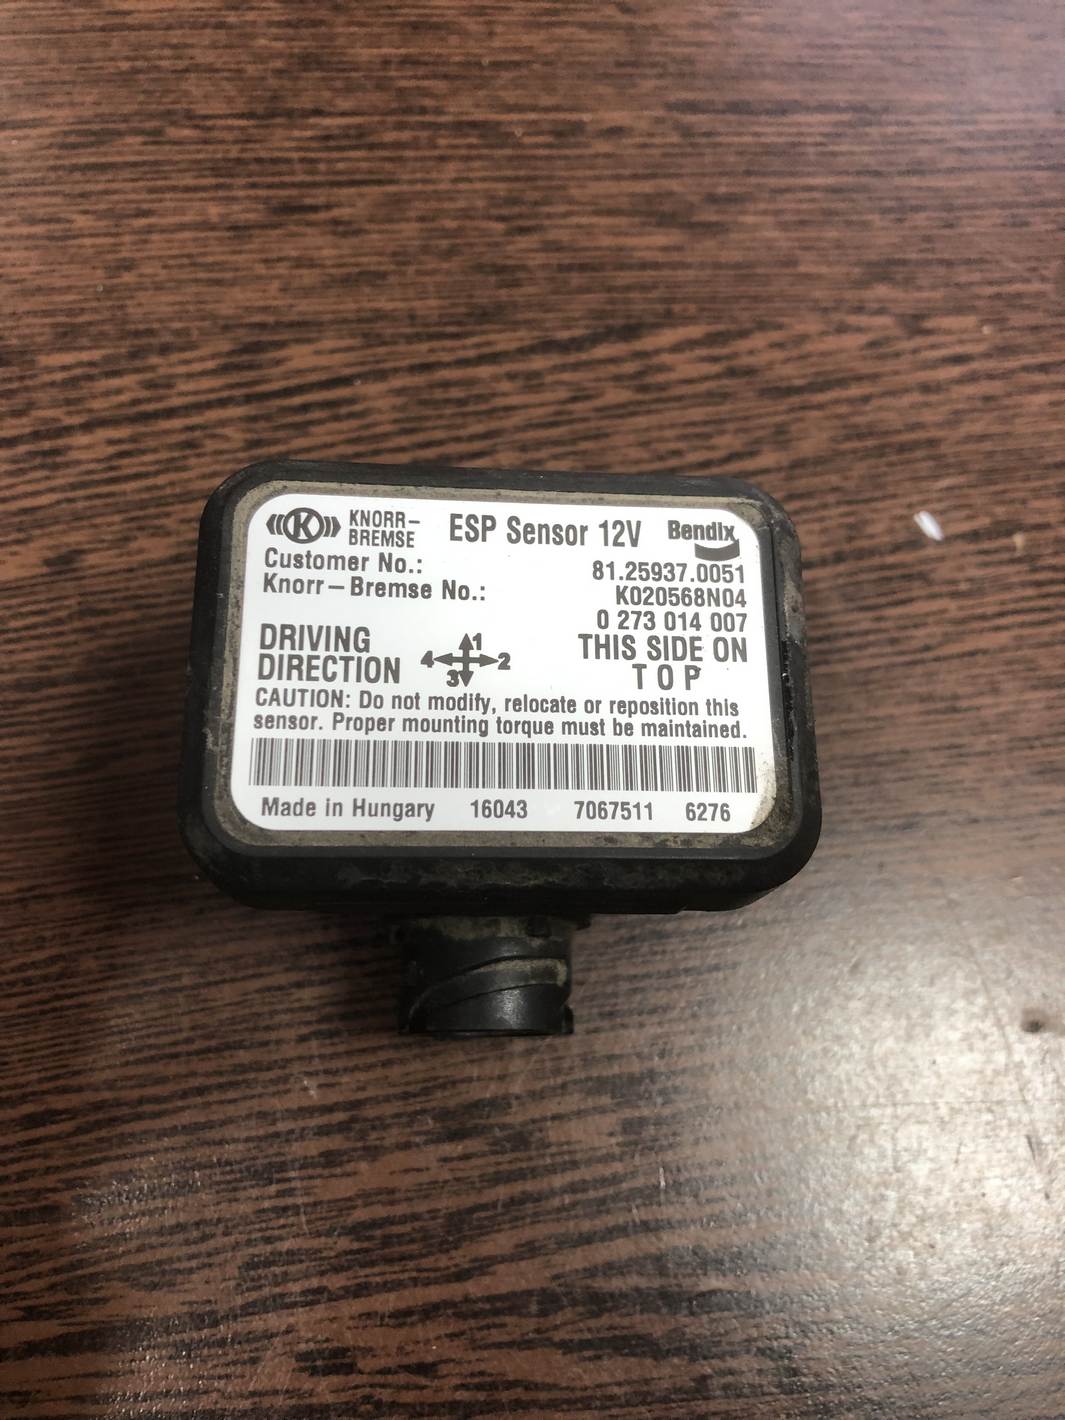 K KNORR-
BREMSE
ESP Sensor 12V
Bendix
Customer No.: 81.25937.0051
Knorr-Bremse No.: K020568N04
0 273 014 007
DRIVING
DIRECTION
1
4 2
3
THIS SIDE ON
TOP
CAUTION: Do not modify, relocate or reposition this
sensor. Proper mounting torque must be maintained.
Made in Hungary 16043 7067511 6276